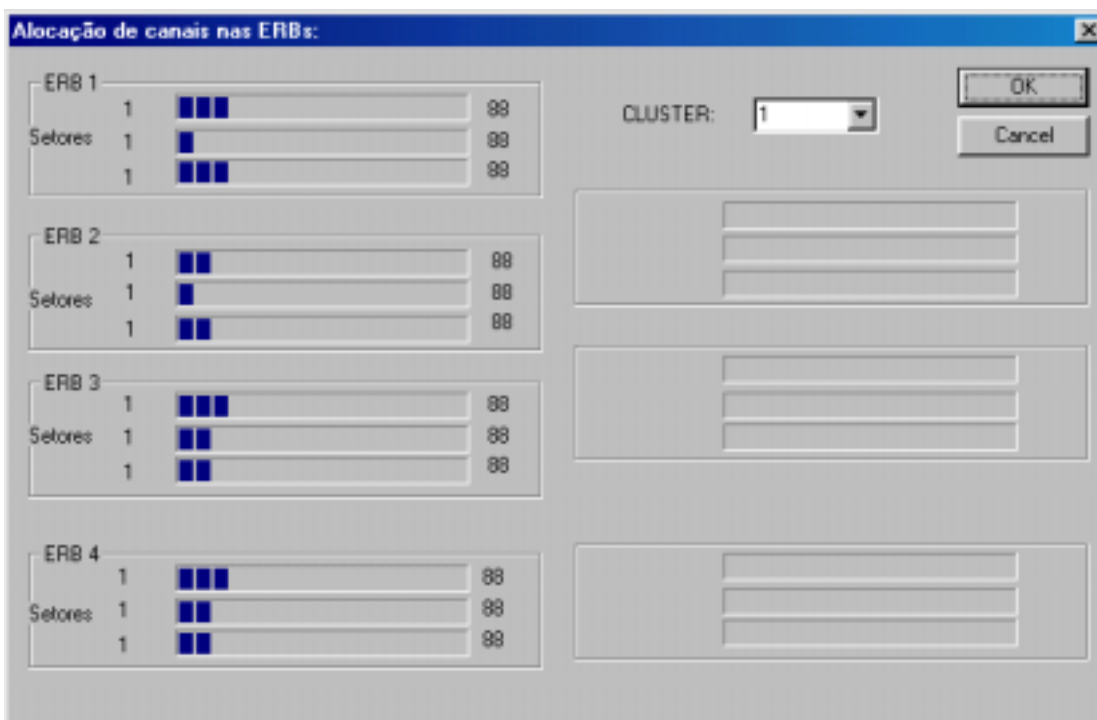 Alocação de canais nas ERBs:
ERB 1
1 88
Setores 1 88
1 88
CLUSTER: 1
OK
Cancel
ERB 2
1 88
Setores 1 88
1 88
ERB 3
1 88
Setores 1 88
1 88
ERB 4
1 88
Setores 1 88
1 88